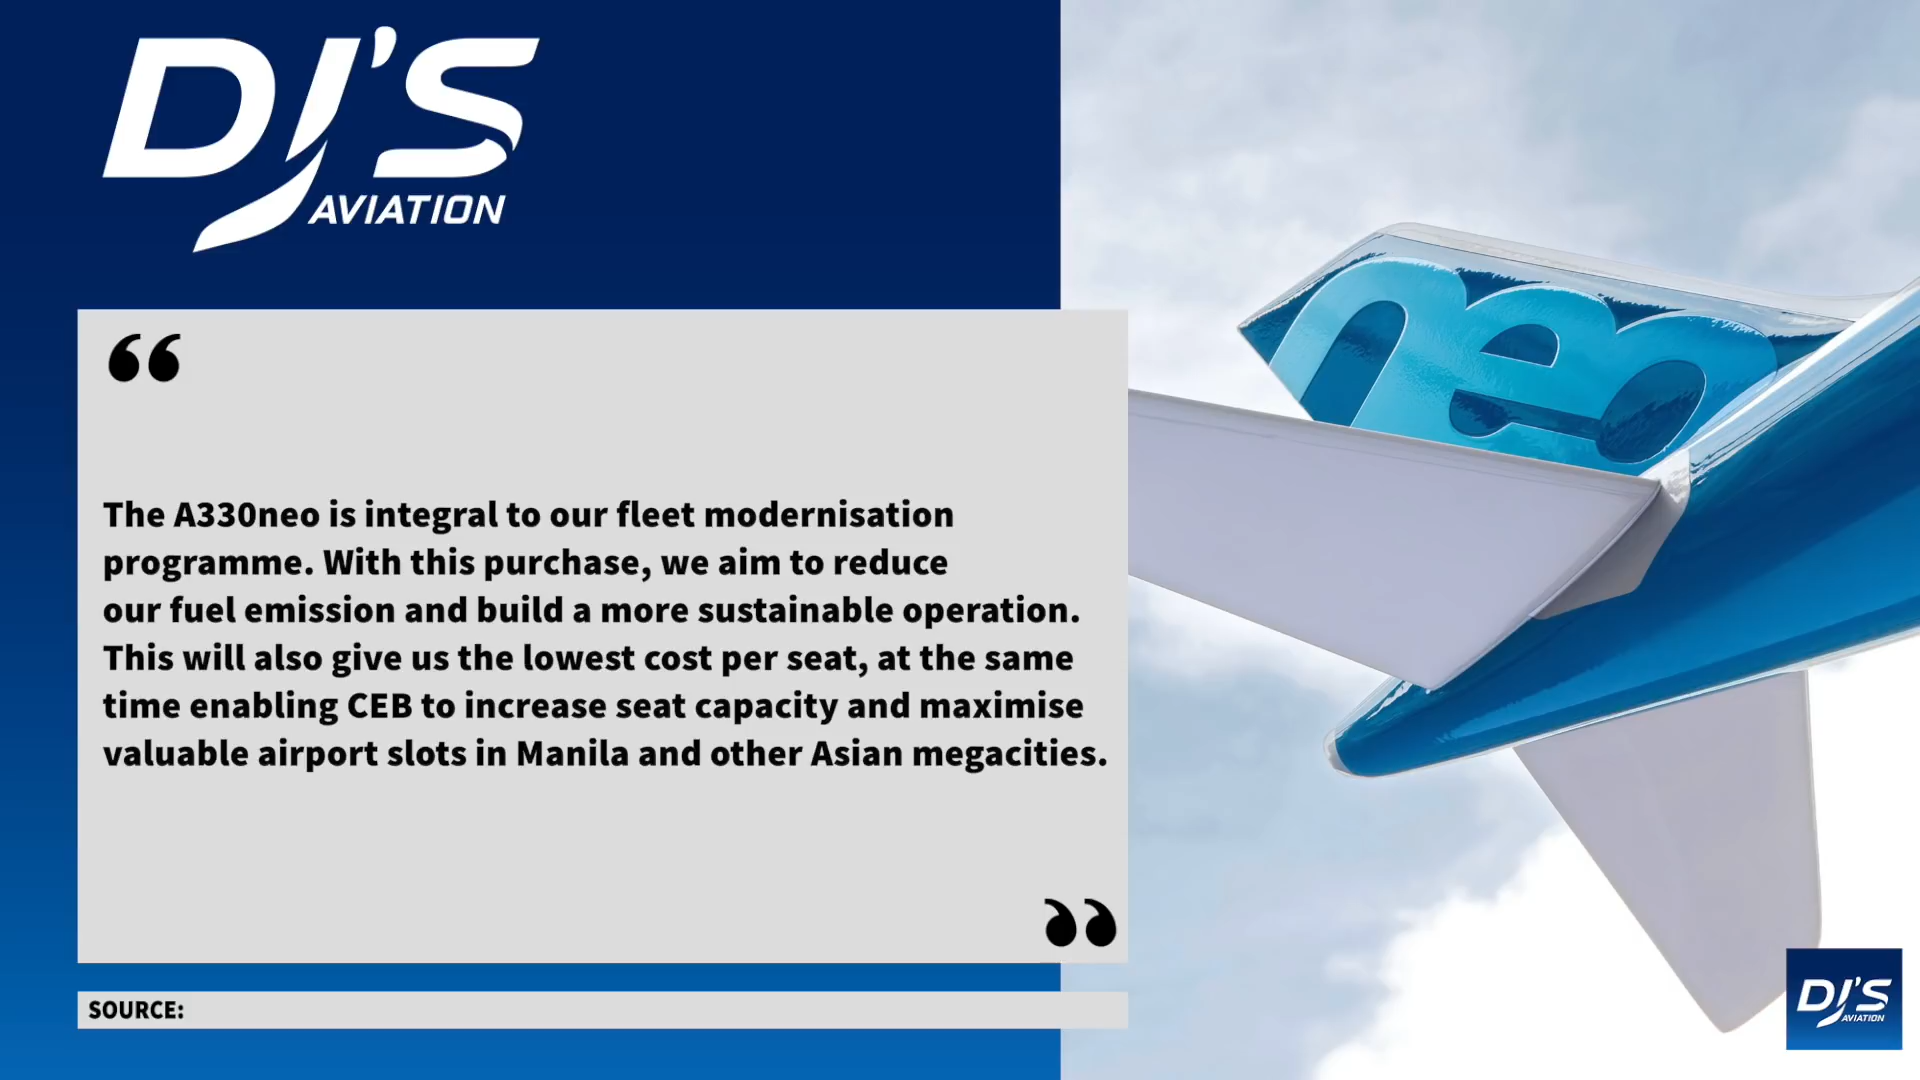 DJ'S
AVIATION
“
The A330neo is integral to our fleet modernisation
programme. With this purchase, we aim to reduce
our fuel emission and build a more sustainable operation.
This will also give us the lowest cost per seat, at the same
time enabling CEB to increase seat capacity and maximise
valuable airport slots in Manila and other Asian megacities.
”
SOURCE:
neo
DJ'S
AVIATION